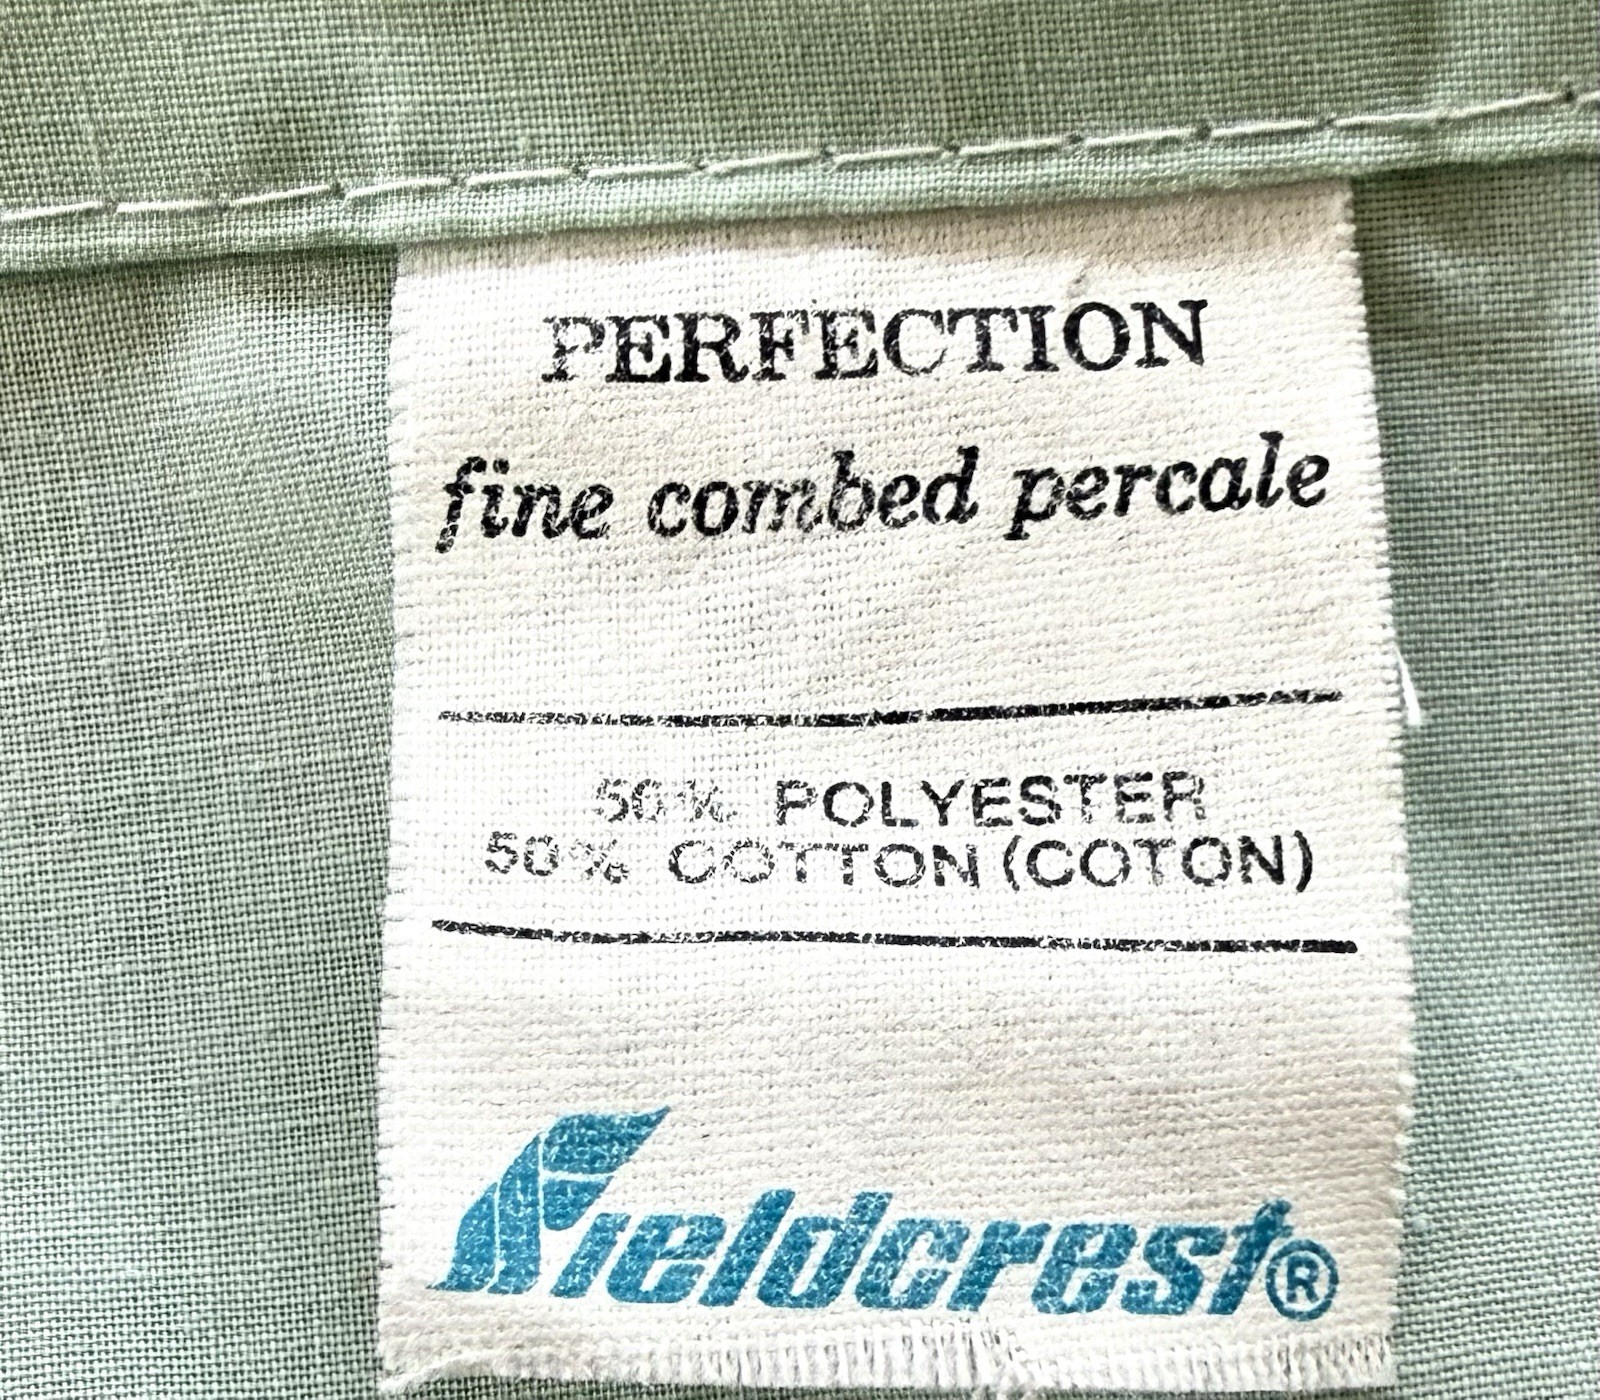 PERFECTION
fine combed percale
50% POLYESTER
50% COTTON (COTON)
Fieldcrest®